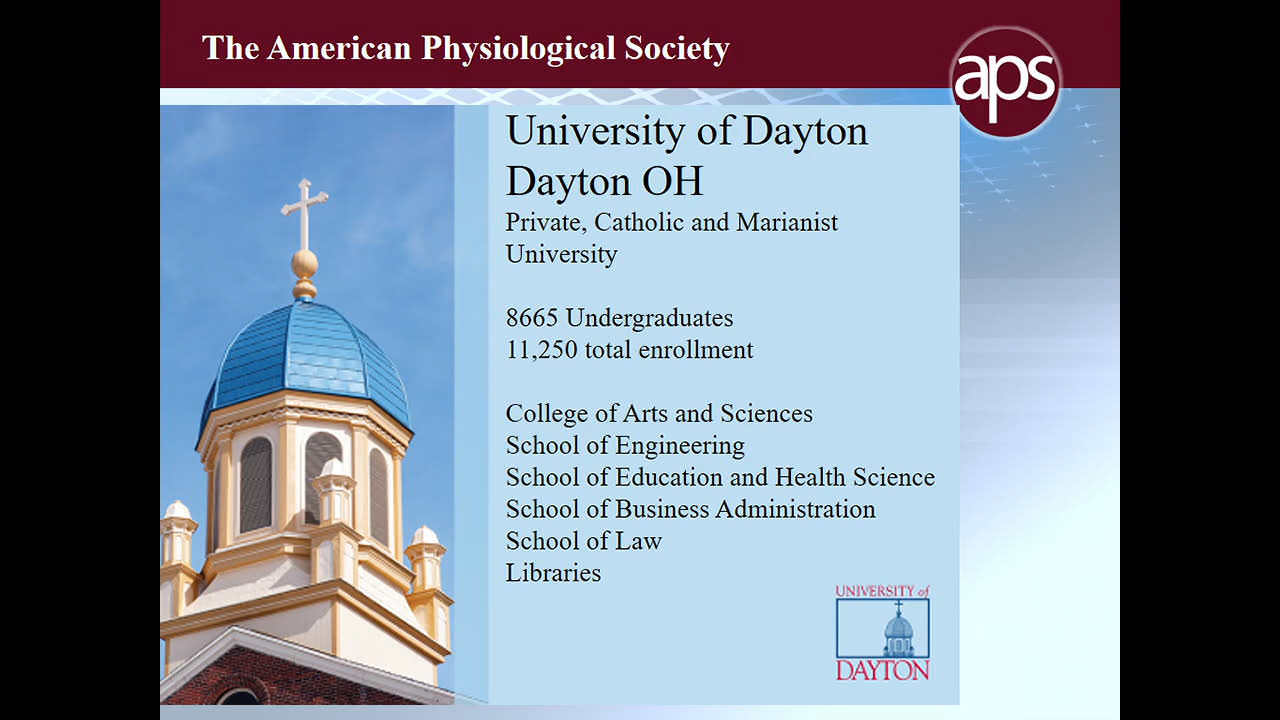 The American Physiological Society
aps
University of Dayton
Dayton OH
Private, Catholic and Marianist
University
8665 Undergraduates
11,250 total enrollment
College of Arts and Sciences
School of Engineering
School of Education and Health Science
School of Business Administration
School of Law
Libraries
UNIVERSITY of
DAYTON